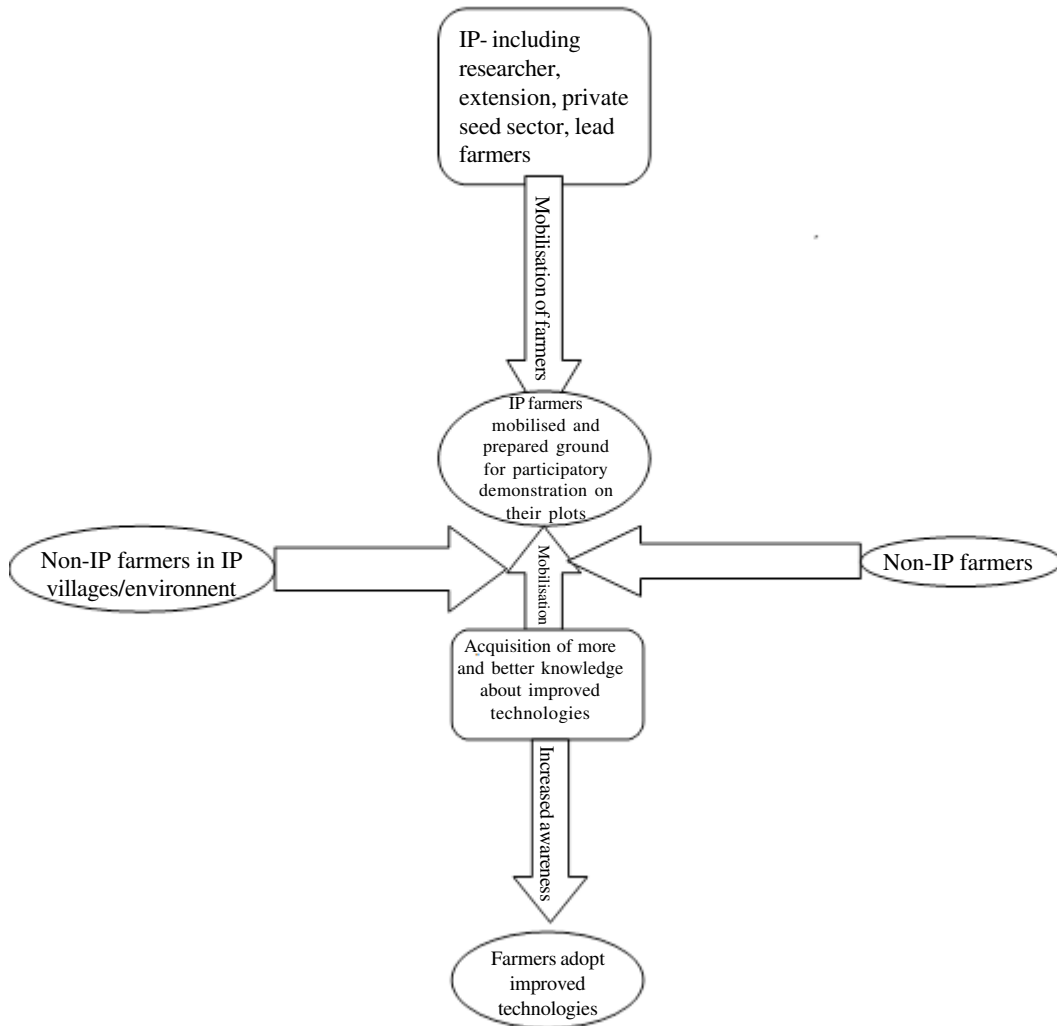 IP- including
researcher,
extension, private
seed sector, lead
farmers
Mobilisation of farmers
IP farmers
mobilised and
prepared ground
for participatory
demonstration on
their plots
Non-IP farmers in IP
villages/environnent
Mobilisation
Non-IP farmers
Acquisition of more
and better knowledge
about improved
technologies
Increased awareness
Farmers adopt
improved
technologies